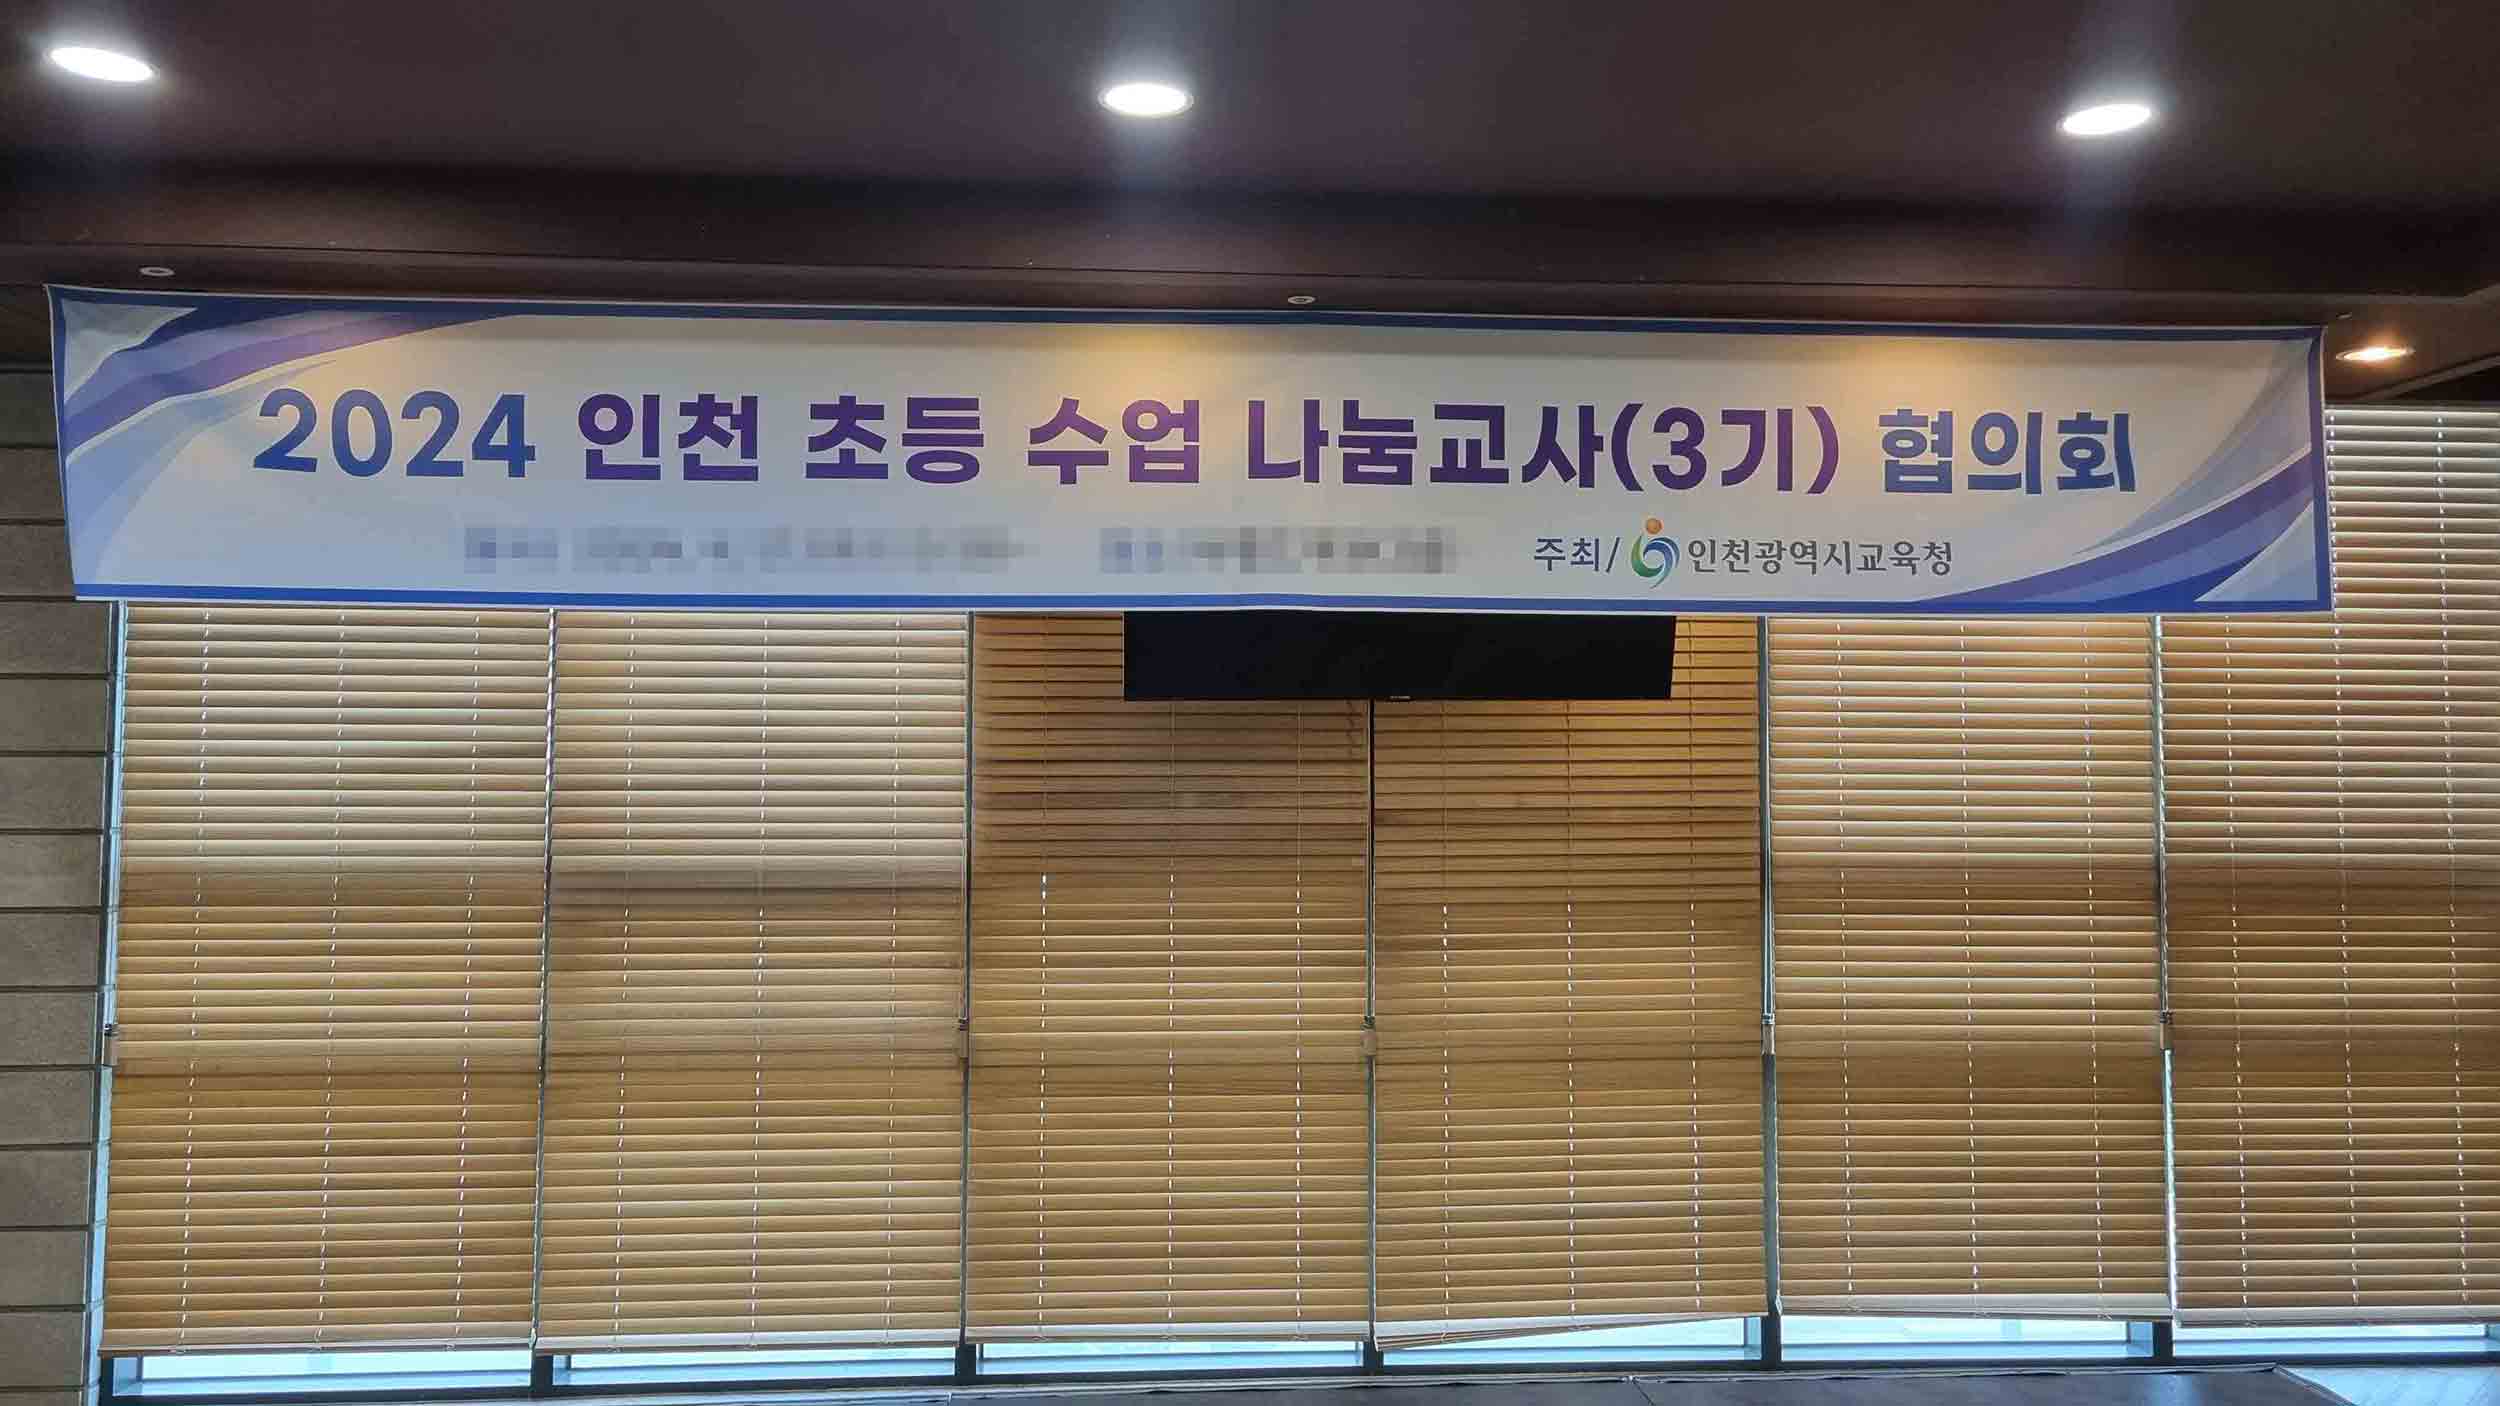 2024 인천 초등 수업 나눔교사(3기) 협의회
주최/ 인천광역시교육청